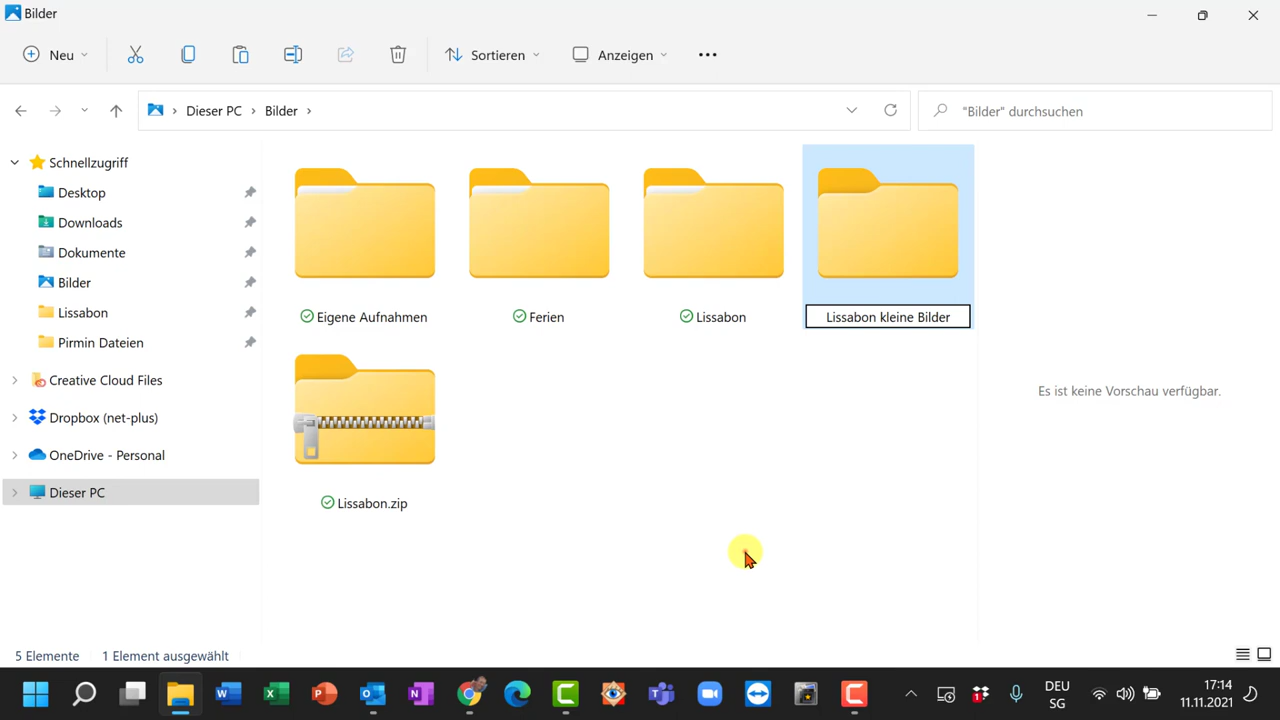 Bilder
Neu
Sortieren
Anzeigen
Dieser PC
Bilder
"Bilder" durchsuchen
Schnellzugriff
Desktop
Downloads
Dokumente
Bilder
Lissabon
Pirmin Dateien
Creative Cloud Files
Dropbox (net-plus)
OneDrive - Personal
Dieser PC
Eigene Aufnahmen
Ferien
Lissabon
Lissabon kleine Bilder
Lissabon.zip
Es ist keine Vorschau verfügbar.
5 Elemente 1 Element ausgewählt
DEU
SG
17:14
11.11.2021